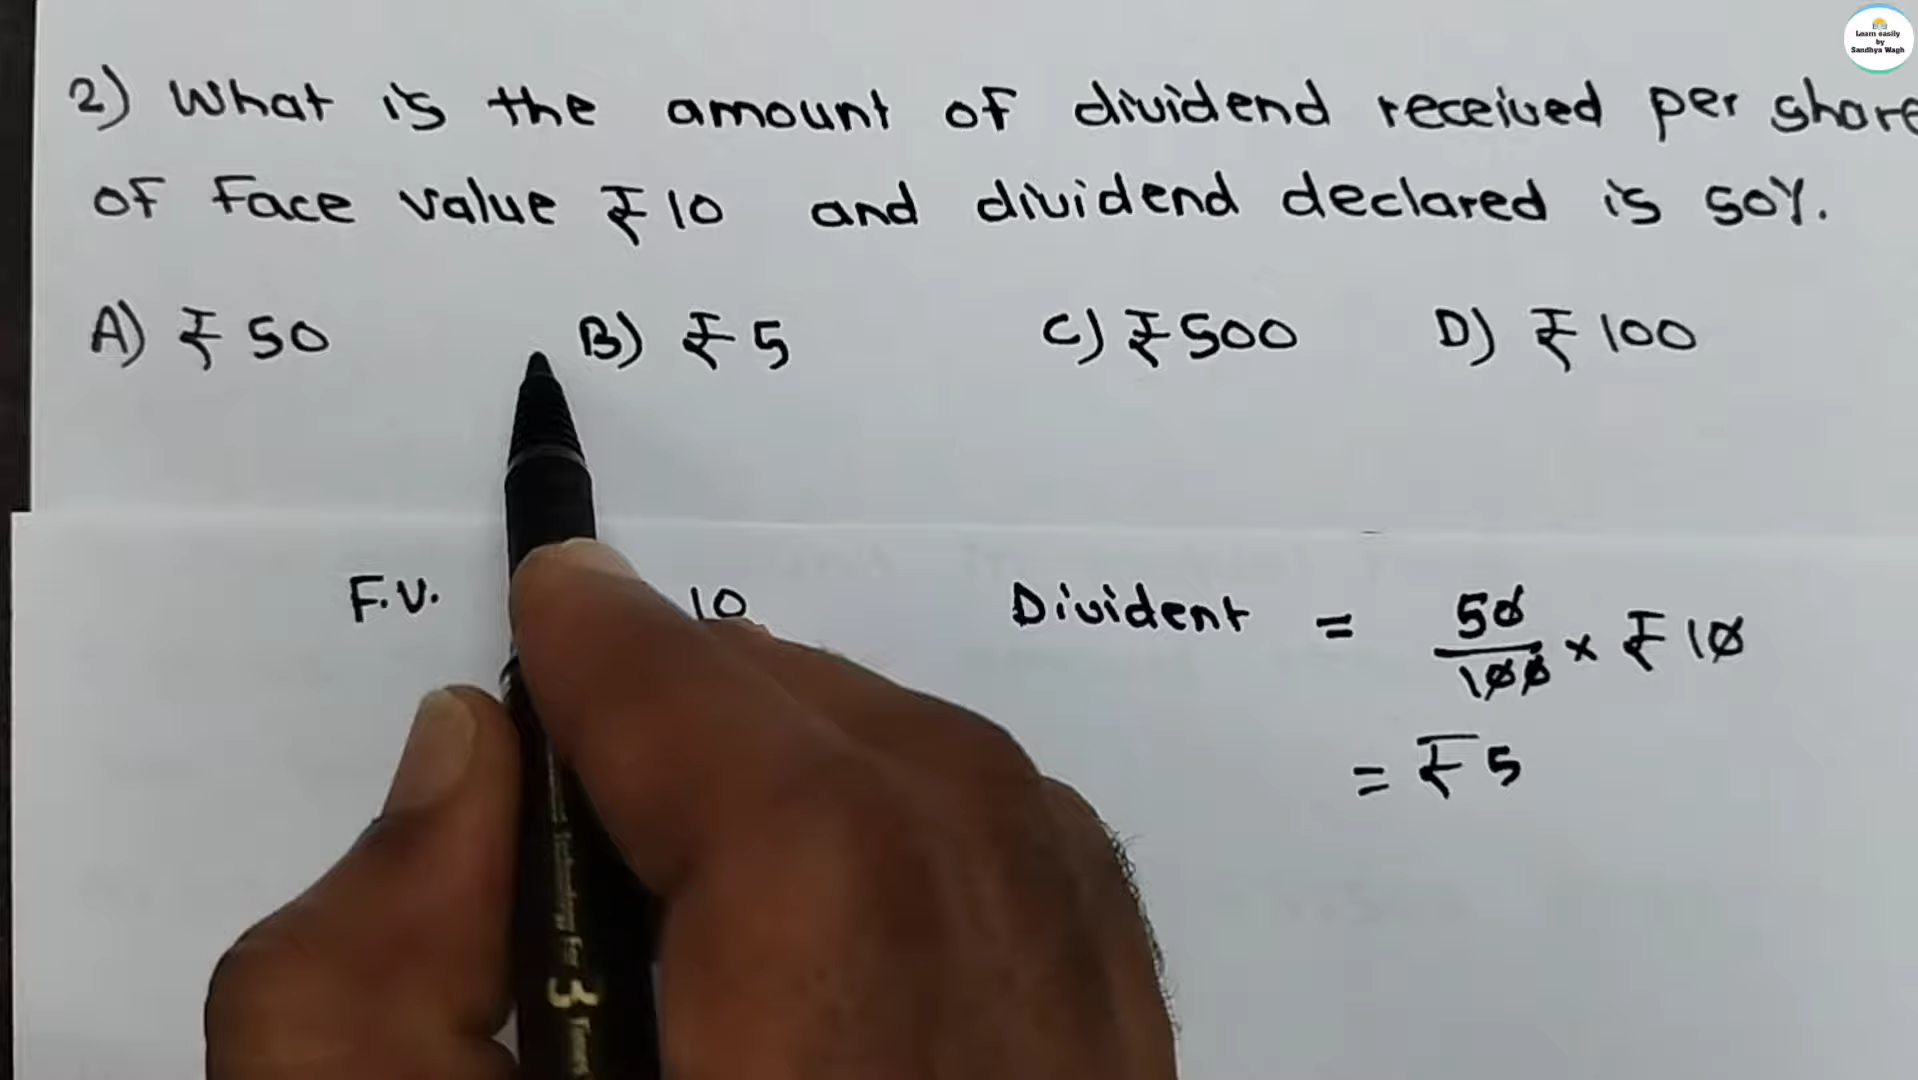 Learn easily
by
Sandhya Wagh
2) What is the amount of dividend received per share
of Face value ₹10 and dividend declared is 50%.
A) ₹50 B) ₹5 C) ₹500 D) ₹100
F.V. 10 Divident = 50/100 × ₹10
= ₹5
3